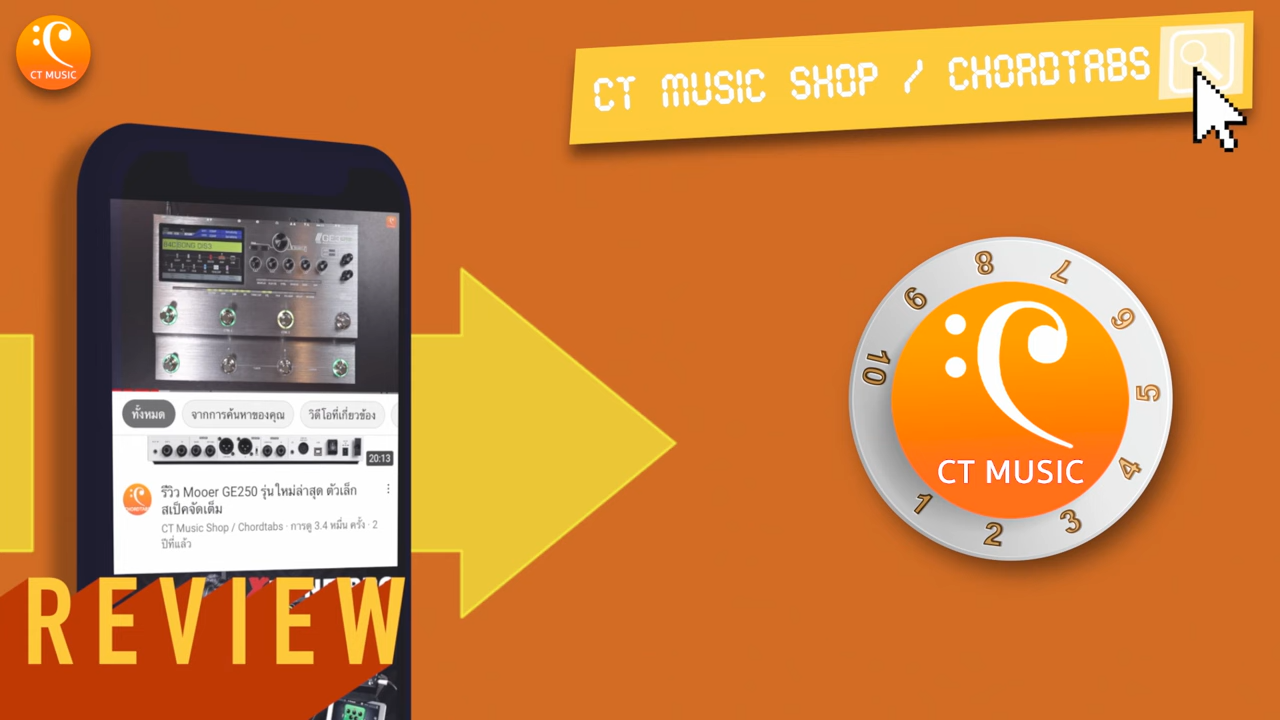 CT MUSIC
CT MUSIC SHOP / CHORDTABS
ทั้งหมด
จากการค้นหาของคุณ
วิดีโอที่เกี่ยวข้อง
20:13
รีวิว Mooer GE250 รุ่นใหม่ล่าสุด ตัวเล็ก
สเป็คจัดเต็ม
CT Music Shop / Chordtabs · การดู 3.4 หมื่น ครั้ง · 2
ปีที่แล้ว
REVIEW
8 7 6 5 4 3 2 1 10 9
CT MUSIC